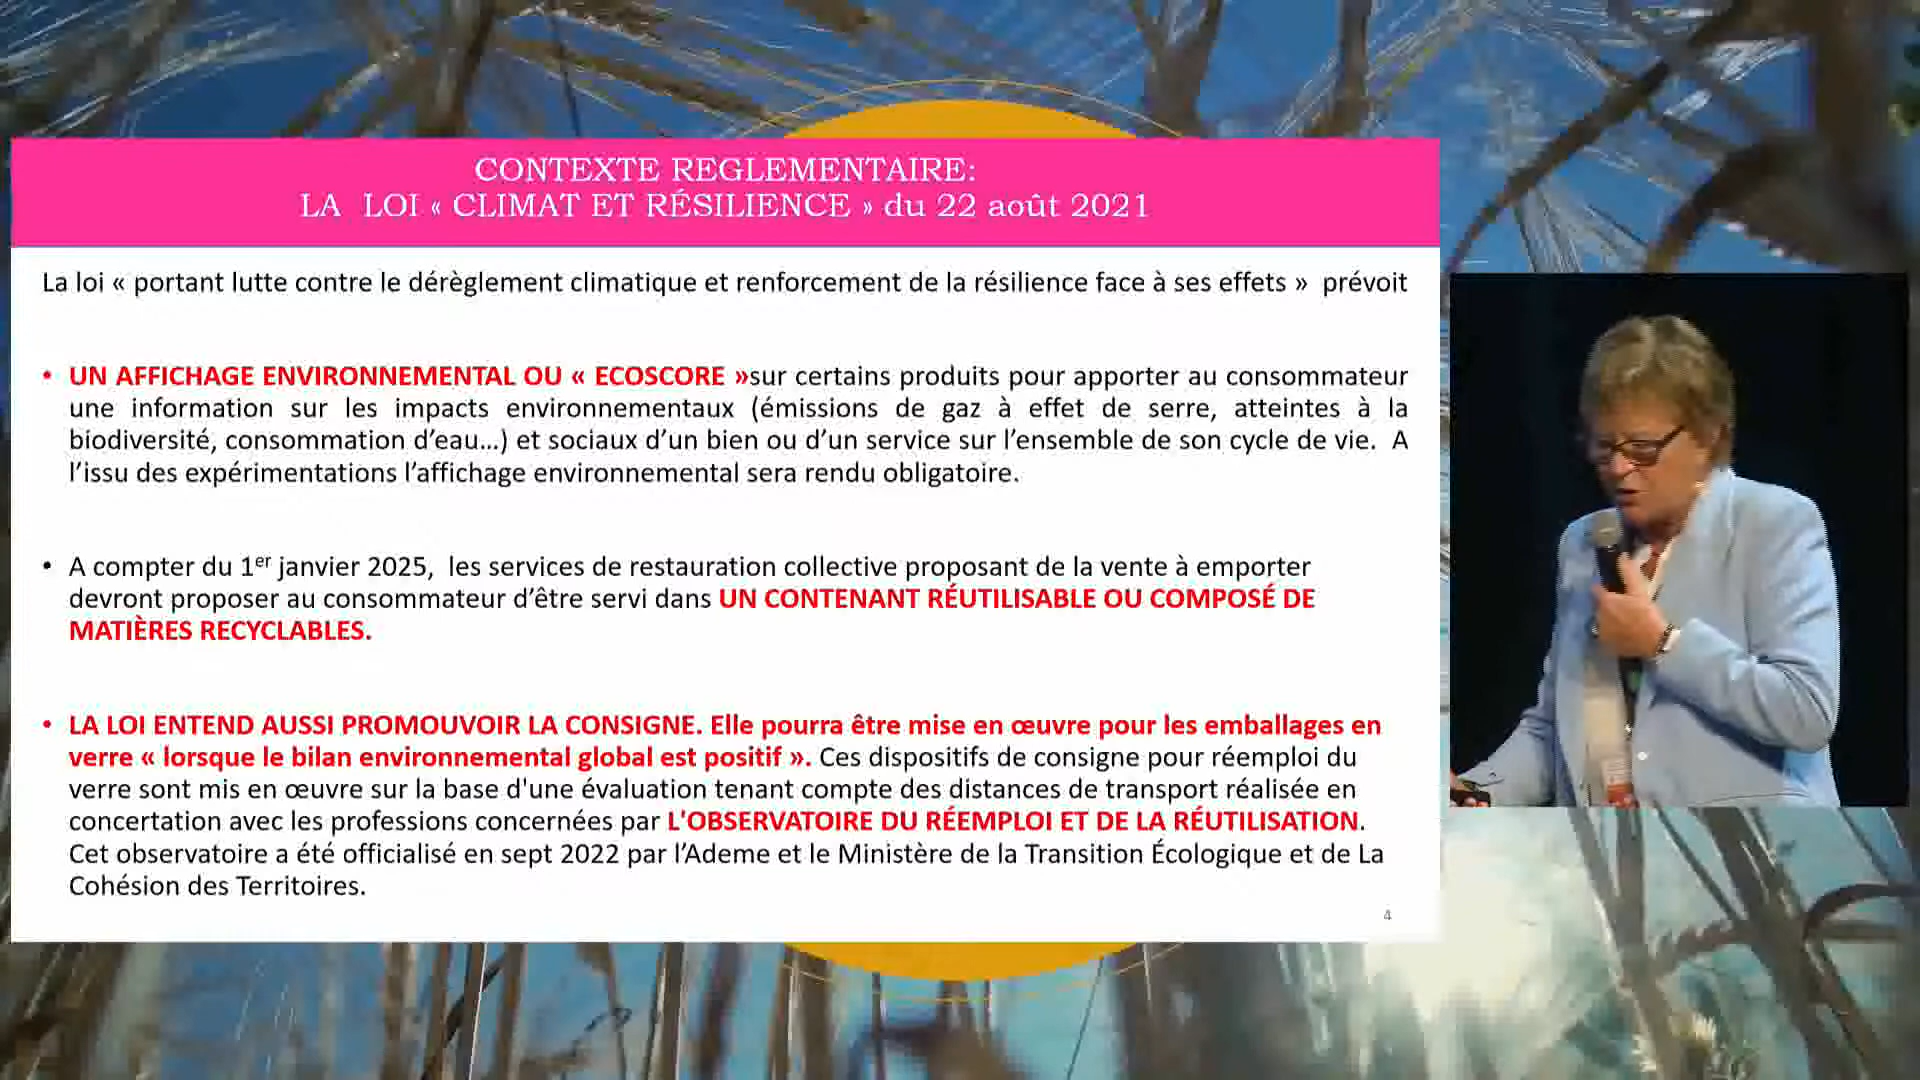 CONTEXTE REGLEMENTAIRE:
LA LOI « CLIMAT ET RÉSILIENCE » du 22 août 2021
La loi « portant lutte contre le dérèglement climatique et renforcement de la résilience face à ses effets » prévoit
• UN AFFICHAGE ENVIRONNEMENTAL OU « ECOSCORE »sur certains produits pour apporter au consommateur
une information sur les impacts environnementaux (émissions de gaz à effet de serre, atteintes à la
biodiversité, consommation d’eau…) et sociaux d’un bien ou d’un service sur l’ensemble de son cycle de vie. A
l’issu des expérimentations l’affichage environnemental sera rendu obligatoire.
• A compter du 1er janvier 2025, les services de restauration collective proposant de la vente à emporter
devront proposer au consommateur d’être servi dans UN CONTENANT RÉUTILISABLE OU COMPOSÉ DE
MATIÈRES RECYCLABLES.
• LA LOI ENTEND AUSSI PROMOUVOIR LA CONSIGNE. Elle pourra être mise en œuvre pour les emballages en
verre « lorsque le bilan environnemental global est positif ». Ces dispositifs de consigne pour réemploi du
verre sont mis en œuvre sur la base d'une évaluation tenant compte des distances de transport réalisée en
concertation avec les professions concernées par L'OBSERVATOIRE DU RÉEMPLOI ET DE LA RÉUTILISATION.
Cet observatoire a été officialisé en sept 2022 par l’Ademe et le Ministère de la Transition Écologique et de La
Cohésion des Territoires.
4